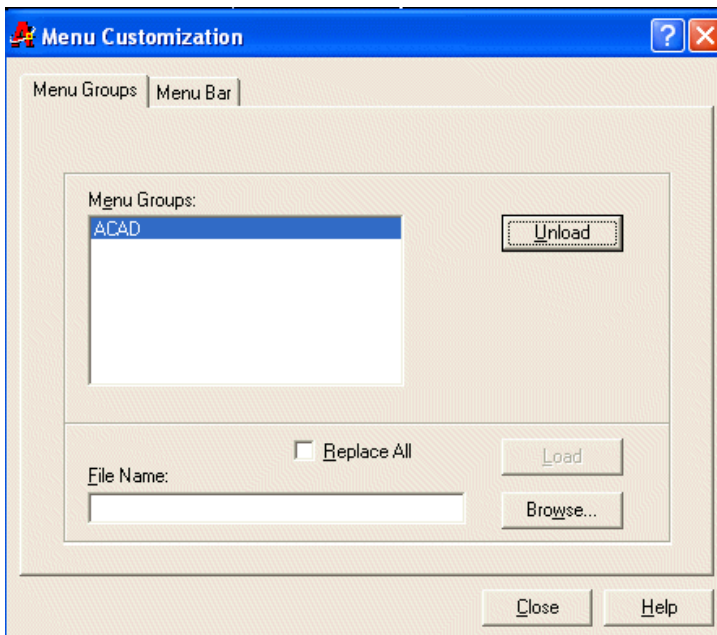 Menu Customization
Menu Groups
Menu Bar
Menu Groups:
ACAD
Unload
Replace All
Load
File Name:
Browse...
Close
Help